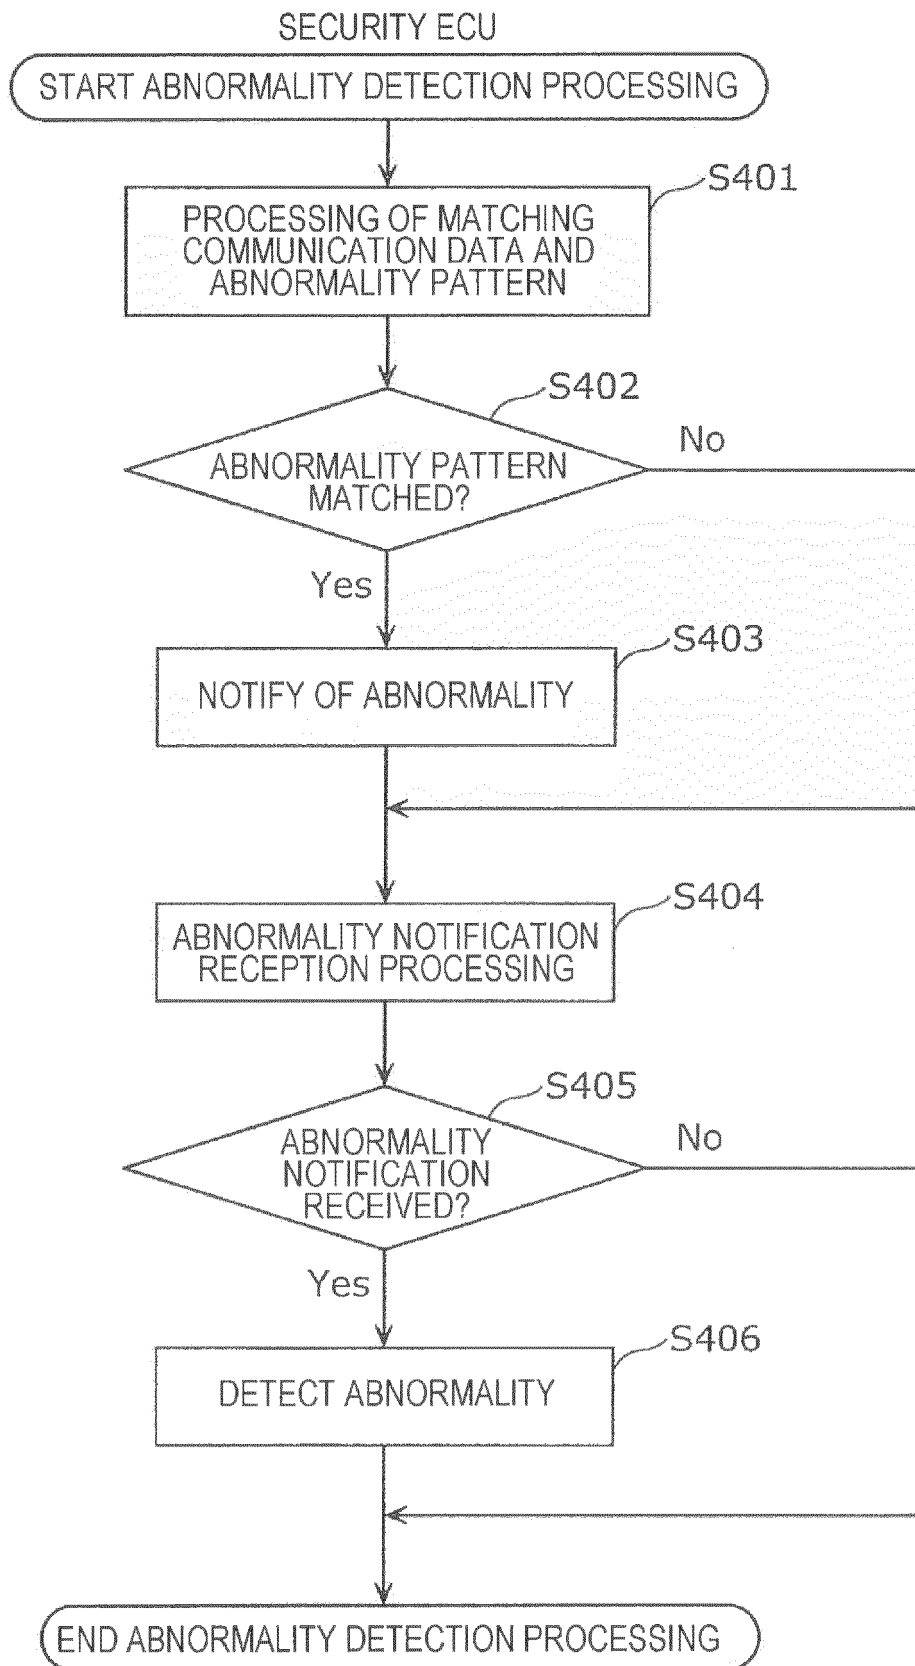 SECURITY ECU
START ABNORMALITY DETECTION PROCESSING
S401
PROCESSING OF MATCHING
COMMUNICATION DATA AND
ABNORMALITY PATTERN
S402
No
ABNORMALITY PATTERN
MATCHED?
Yes
S403
NOTIFY OF ABNORMALITY
S404
ABNORMALITY NOTIFICATION
RECEPTION PROCESSING
S405
No
ABNORMALITY
NOTIFICATION
RECEIVED?
Yes
S406
DETECT ABNORMALITY
END ABNORMALITY DETECTION PROCESSING